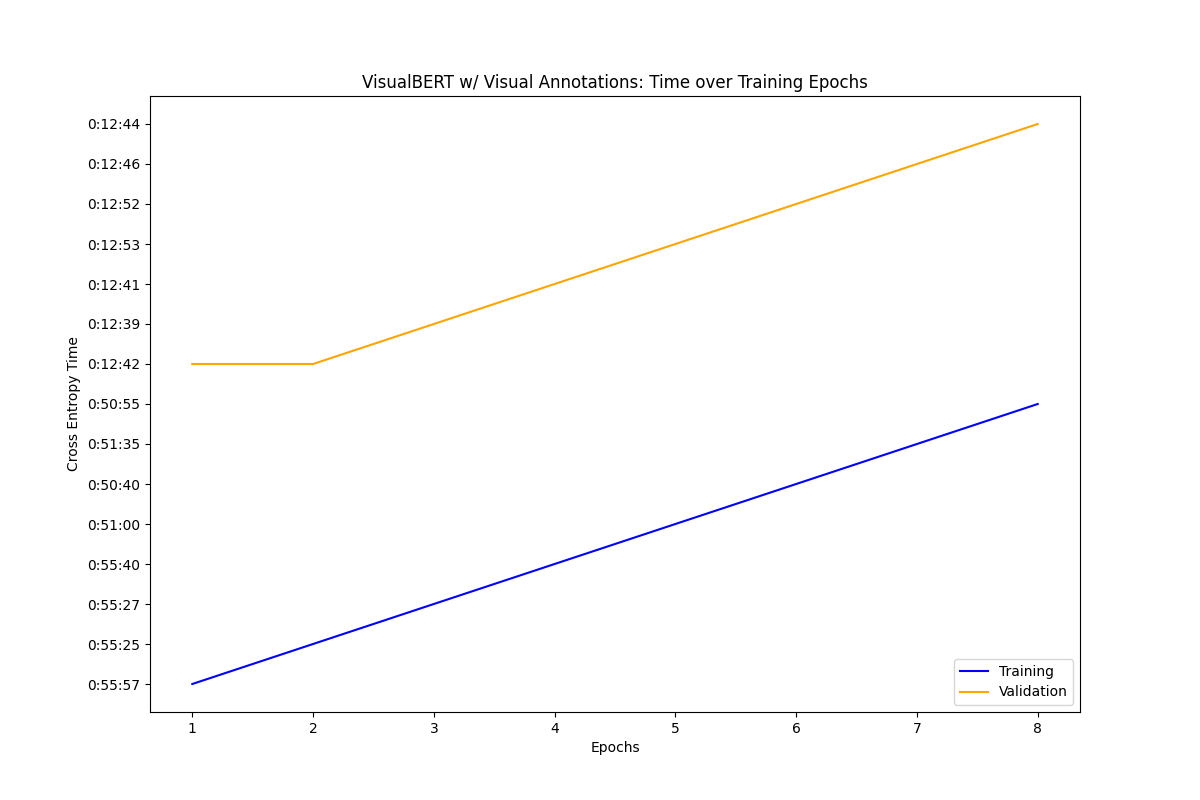 VisualBERT w/ Visual Annotations: Time over Training Epochs
0:12:44
0:12:46
0:12:52
0:12:53
0:12:41
0:12:39
0:12:42
0:50:55
0:51:35
0:50:40
0:51:00
0:55:40
0:55:27
0:55:25
0:55:57
Cross Entropy Time
Training
Validation
1 2 3 4 5 6 7 8
Epochs